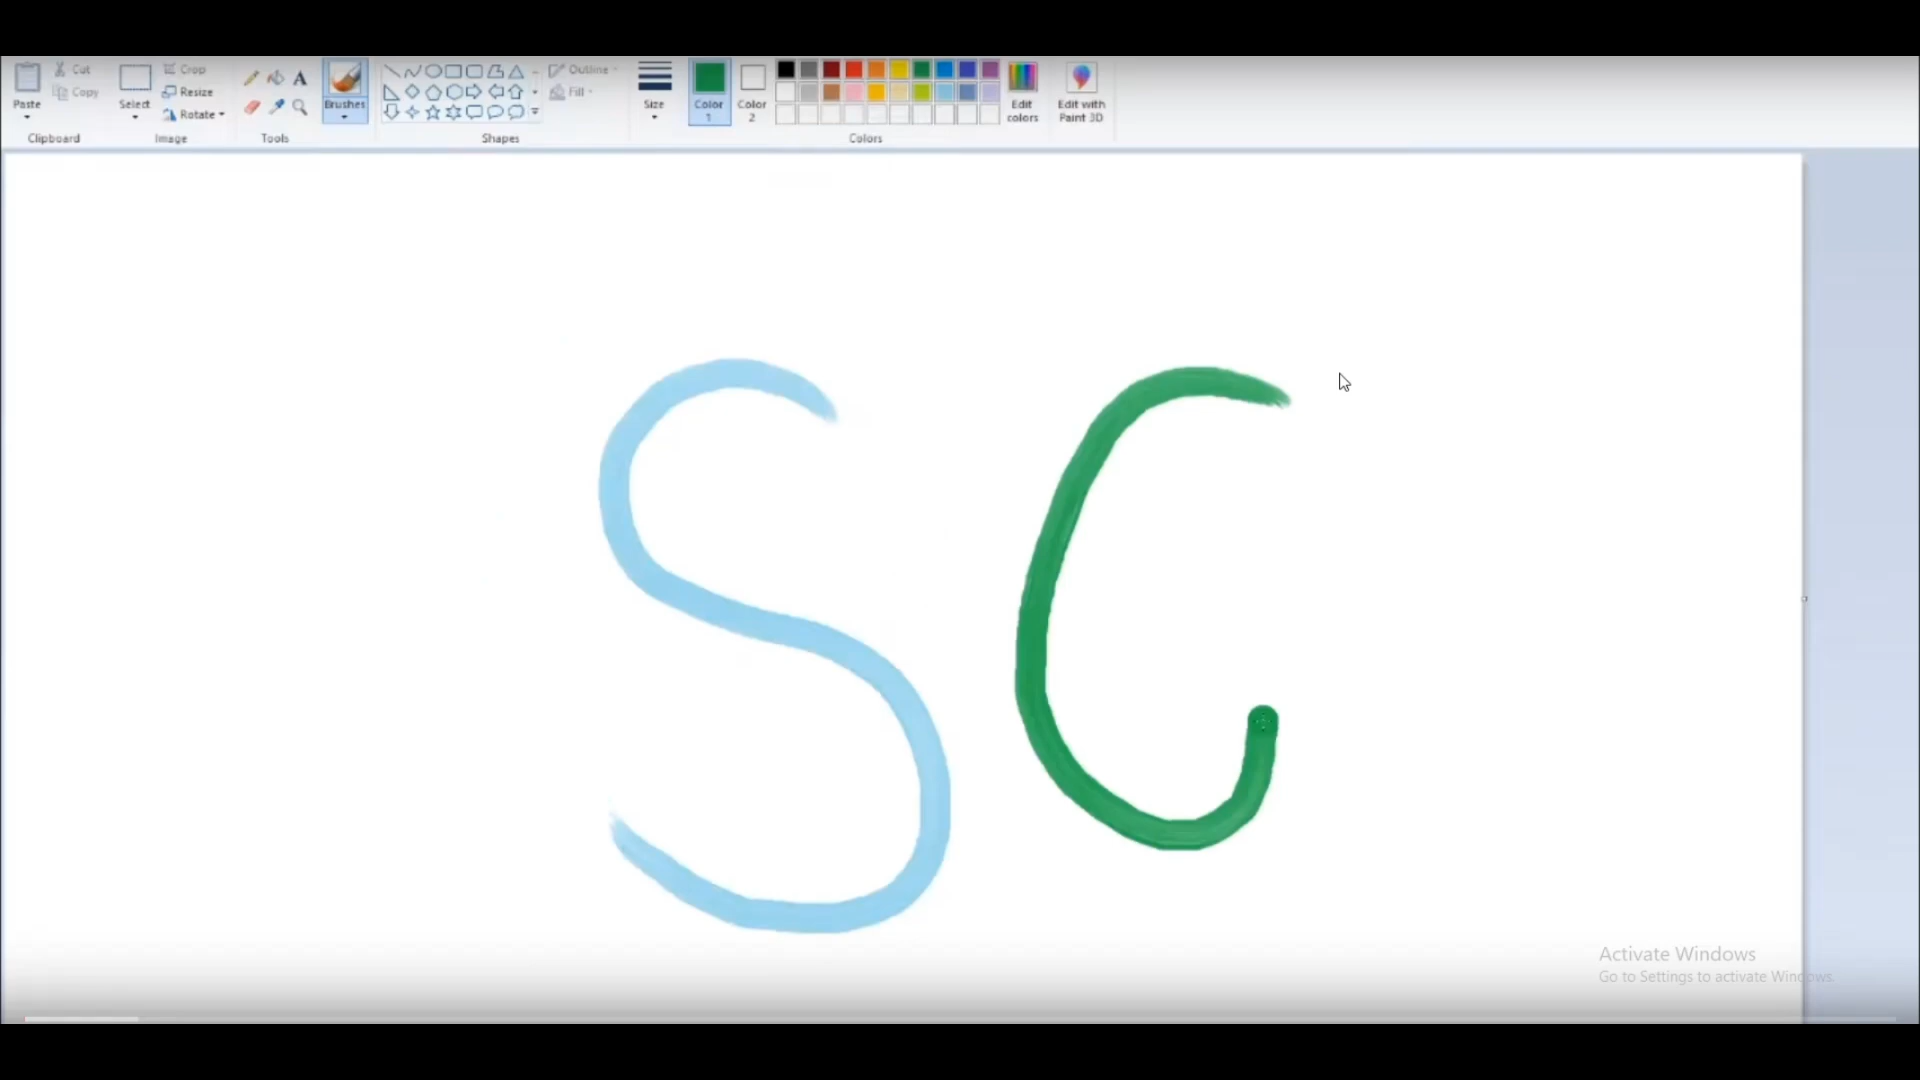 Paste
Cut
Copy
Clipboard
Select
Crop
Resize
Rotate
Image
A
Tools
Brushes
Shapes
Outline
Fill
Size
Color 1
Color 2
Colors
Edit colors
Edit with Paint 3D
SC
Activate Windows
Go to Settings to activate Windows.